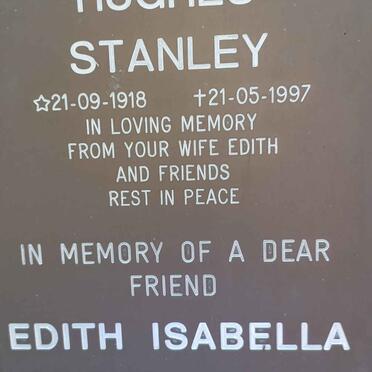 HUGHES
STANLEY
☆21-09-1918 †21-05-1997
IN LOVING MEMORY
FROM YOUR WIFE EDITH
AND FRIENDS
REST IN PEACE
IN MEMORY OF A DEAR
FRIEND
EDITH ISABELLA